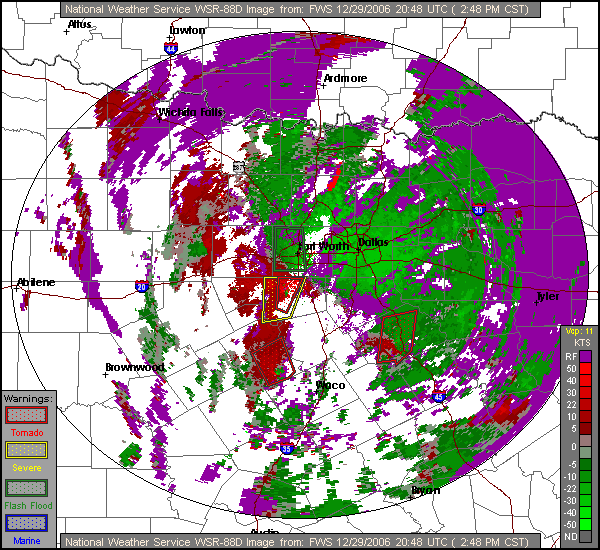 National Weather Service WSR-88D Image from: FWS 12/29/2006 20:48 UTC ( 2:48 PM CST)
Altus
Lawton
44
Ardmore
Wichita Falls
30
Fort Worth
Dallas
Abilene
20
Tyler
Brownwood
Waco
45
35
Bryan
Austin
Vcp: 11
KTS
RF
50
40
30
22
10
5
0
-5
-10
-22
-30
-40
-50
ND
Warnings:
Tornado
Severe
Flash Flood
Marine
National Weather Service WSR-88D Image from: FWS 12/29/2006 20:48 UTC ( 2:48 PM CST)